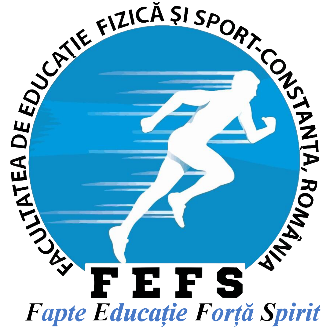 FACULTATEA DE EDUCAȚIE FIZICĂ ȘI SPORT-CONSTANȚA, ROMÂNIA
FEFS
Fapte Educație Forță Spirit